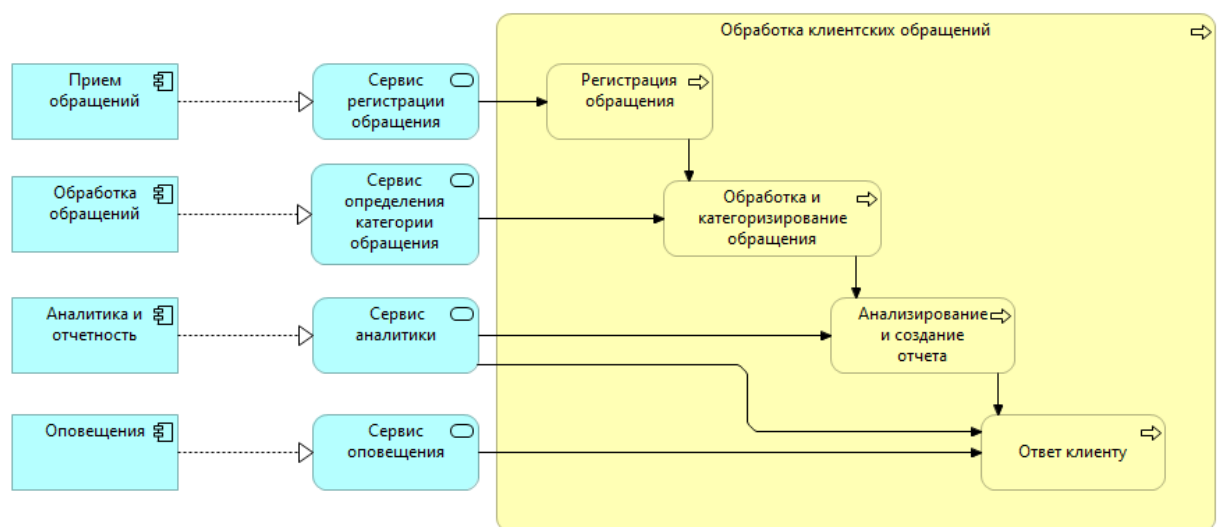 Обработка клиентских обращений
Прием
обращений
Сервис
регистрации
обращения
Регистрация
обращения
Обработка
обращений
Сервис
определения
категории
обращения
Обработка и
категоризирование
обращения
Аналитика и
отчетность
Сервис
аналитики
Анализирование
и создание
отчета
Оповещения
Сервис
оповещения
Ответ клиенту